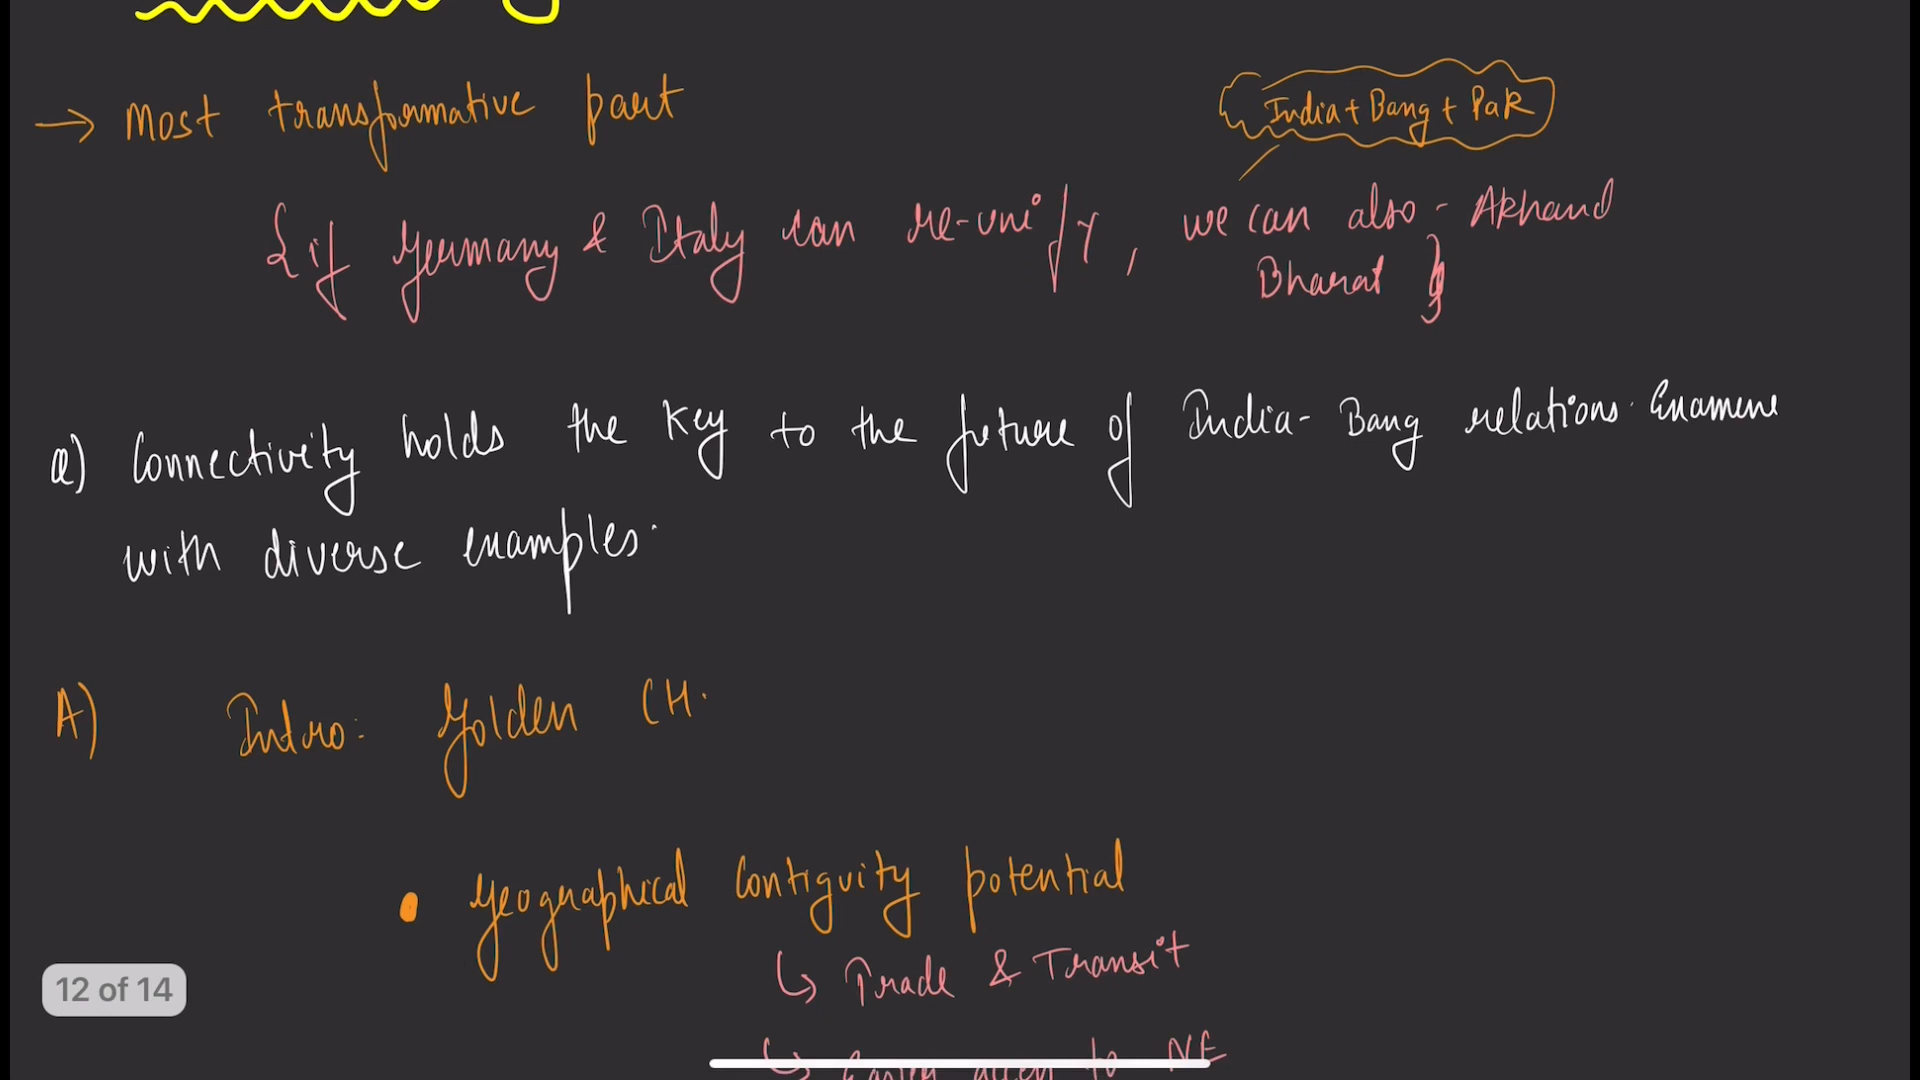 → Most transformative part
India + Bang + Pak
{if Germany & Italy can re-unify, we can also - Akhand
Bharat}
Q) Connectivity holds the key to the future of India- Bang relations. Examine
with diverse examples.
A) Intro: Golden CH.
• Geographical Contiguity potential
↳ Trade & Transit
↳ to NE
12 of 14